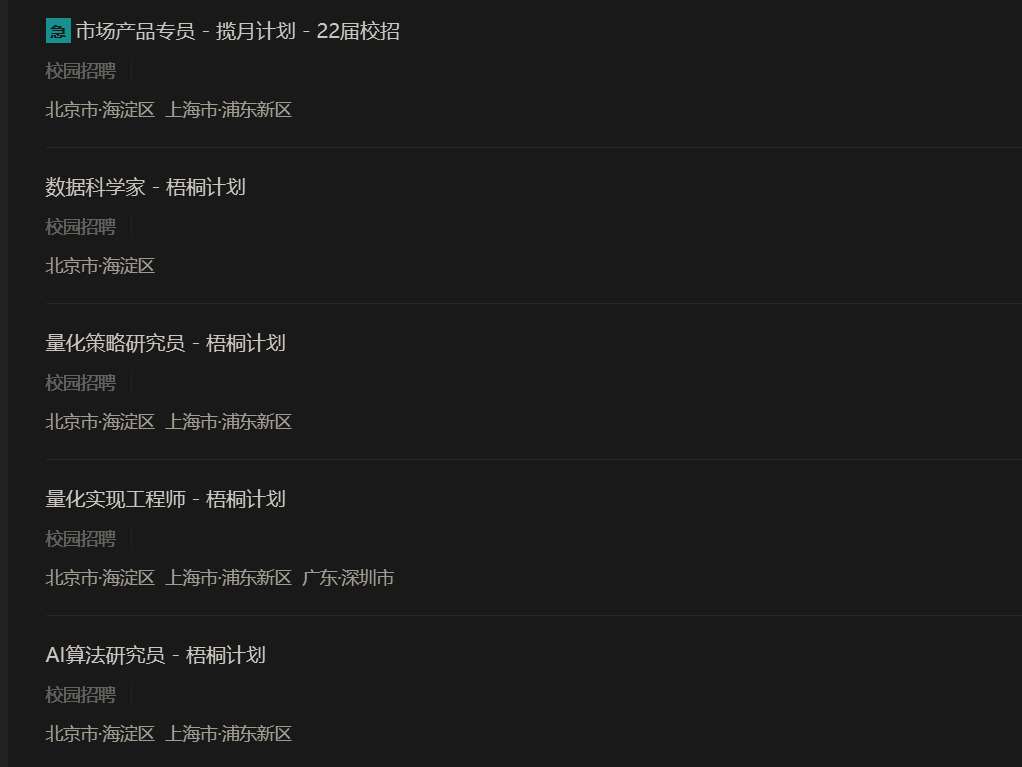 急 市场产品专员 - 揽月计划 - 22届校招
校园招聘
北京市·海淀区 上海市·浦东新区
数据科学家 - 梧桐计划
校园招聘
北京市·海淀区
量化策略研究员 - 梧桐计划
校园招聘
北京市·海淀区 上海市·浦东新区
量化实现工程师 - 梧桐计划
校园招聘
北京市·海淀区 上海市·浦东新区 广东·深圳市
AI算法研究员 - 梧桐计划
校园招聘
北京市·海淀区 上海市·浦东新区